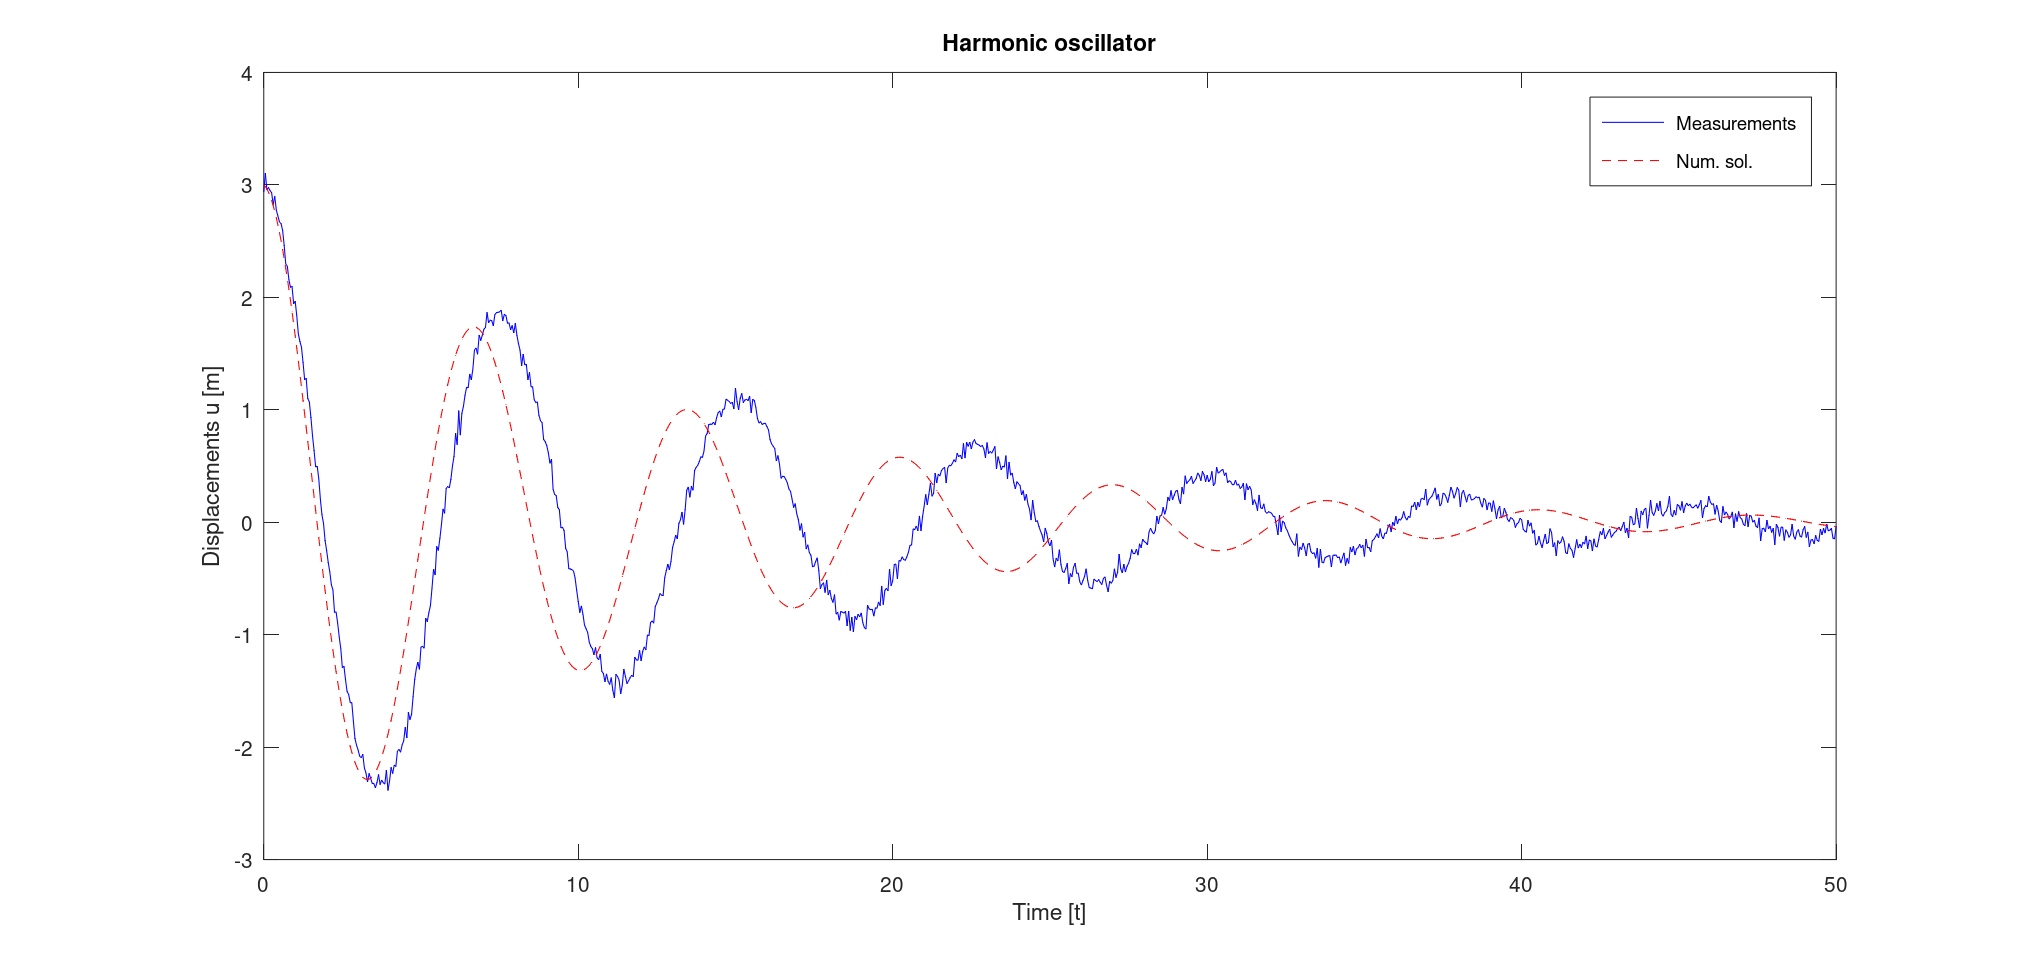 Harmonic oscillator
4
3
2
1
0
-1
-2
-3
Displacements u [m]
Measurements
Num. sol.
0 10 20 30 40 50
Time [t]